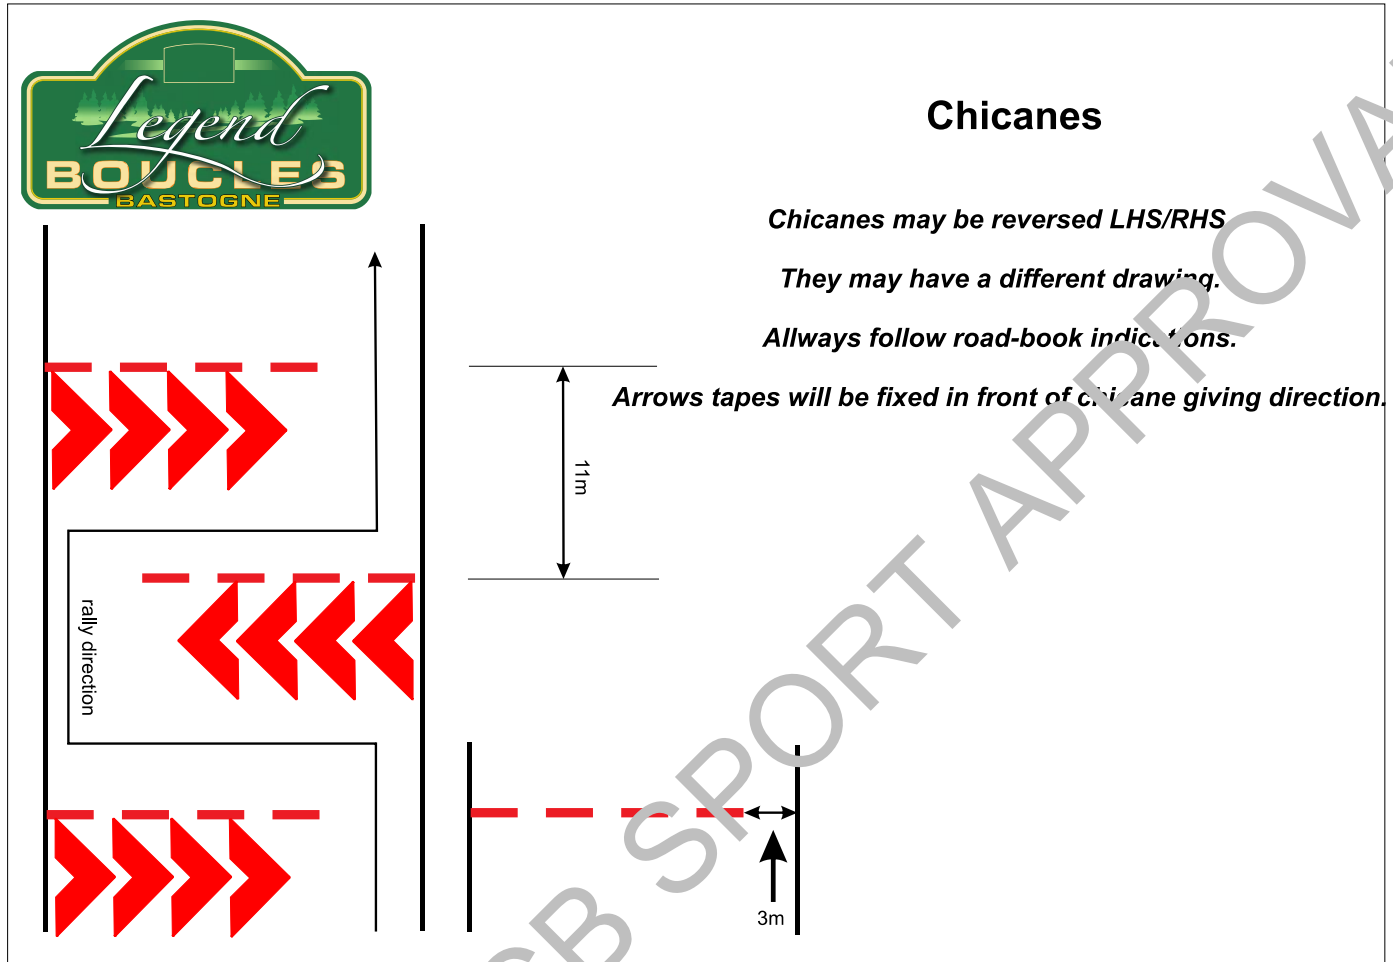 Legend
BOUCLES
BASTOGNE
Chicanes
Chicanes may be reversed LHS/RHS
They may have a different drawing.
Allways follow road-book indications.
Arrows tapes will be fixed in front of chicane giving direction.
11m
rally direction
3m
SPORT APPROVA